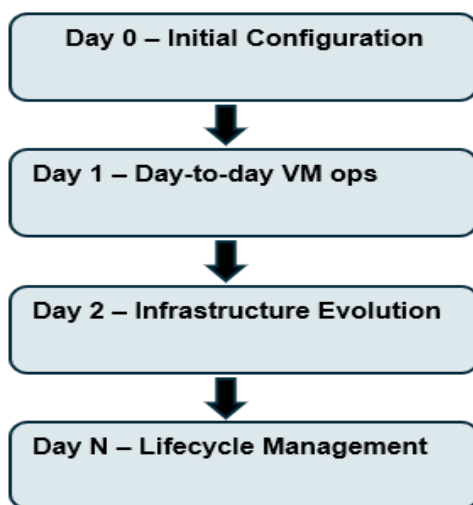 Day 0 – Initial Configuration
Day 1 – Day-to-day VM ops
Day 2 – Infrastructure Evolution
Day N – Lifecycle Management